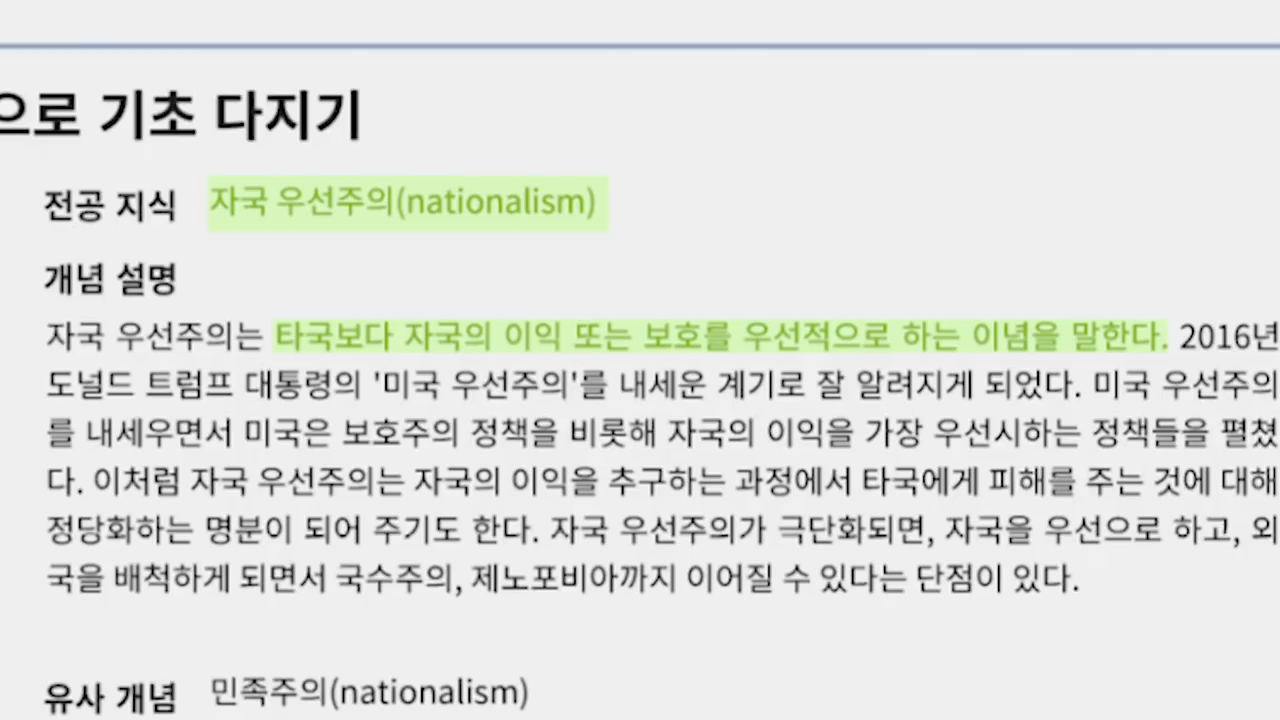 으로 기초 다지기
전공 지식 자국 우선주의(nationalism)
개념 설명
자국 우선주의는 타국보다 자국의 이익 또는 보호를 우선적으로 하는 이념을 말한다. 2016년
도널드 트럼프 대통령의 '미국 우선주의'를 내세운 계기로 잘 알려지게 되었다. 미국 우선주의
를 내세우면서 미국은 보호주의 정책을 비롯해 자국의 이익을 가장 우선시하는 정책들을 펼쳤
다. 이처럼 자국 우선주의는 자국의 이익을 추구하는 과정에서 타국에게 피해를 주는 것에 대해
정당화하는 명분이 되어 주기도 한다. 자국 우선주의가 극단화되면, 자국을 우선으로 하고, 외
국을 배척하게 되면서 국수주의, 제노포비아까지 이어질 수 있다는 단점이 있다.
유사 개념 민족주의(nationalism)